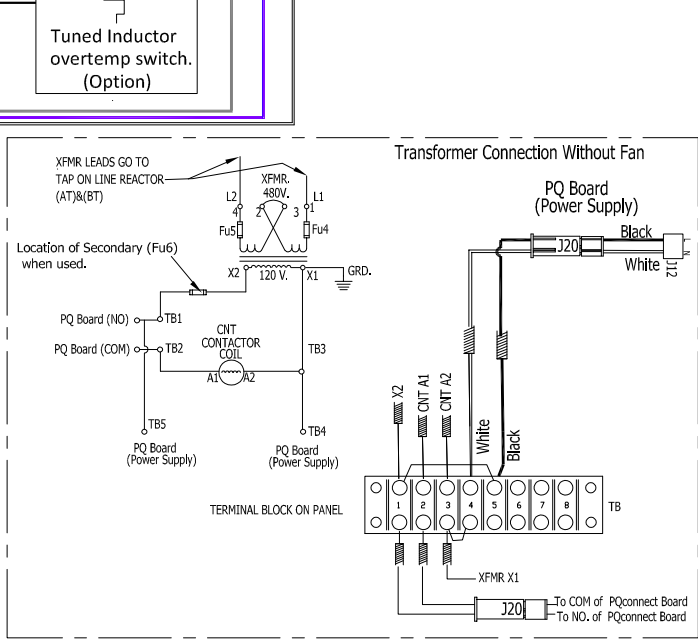 Tuned Inductor
overtemp switch.
(Option)
Transformer Connection Without Fan
XFMR LEADS GO TO
TAP ON LINE REACTOR
(AT)&(BT)
XFMR.
480V.
L2
L1
4
2
3
1
Fu5
Fu4
Location of Secondary (Fu6)
when used.
X2
120 V.
X1
GRD.
PQ Board
(Power Supply)
Black
J20
White
J12
N
PQ Board (NO)
TB1
PQ Board (COM)
TB2
CNT
CONTACTOR
COIL
A1
A2
TB3
TB5
PQ Board
(Power Supply)
TB4
PQ Board
(Power Supply)
X2
CNT A1
CNT A2
White
Black
TERMINAL BLOCK ON PANEL
1
2
3
4
5
6
7
8
TB
XFMR X1
J20
To COM of PQconnect Board
To NO. of PQconnect Board